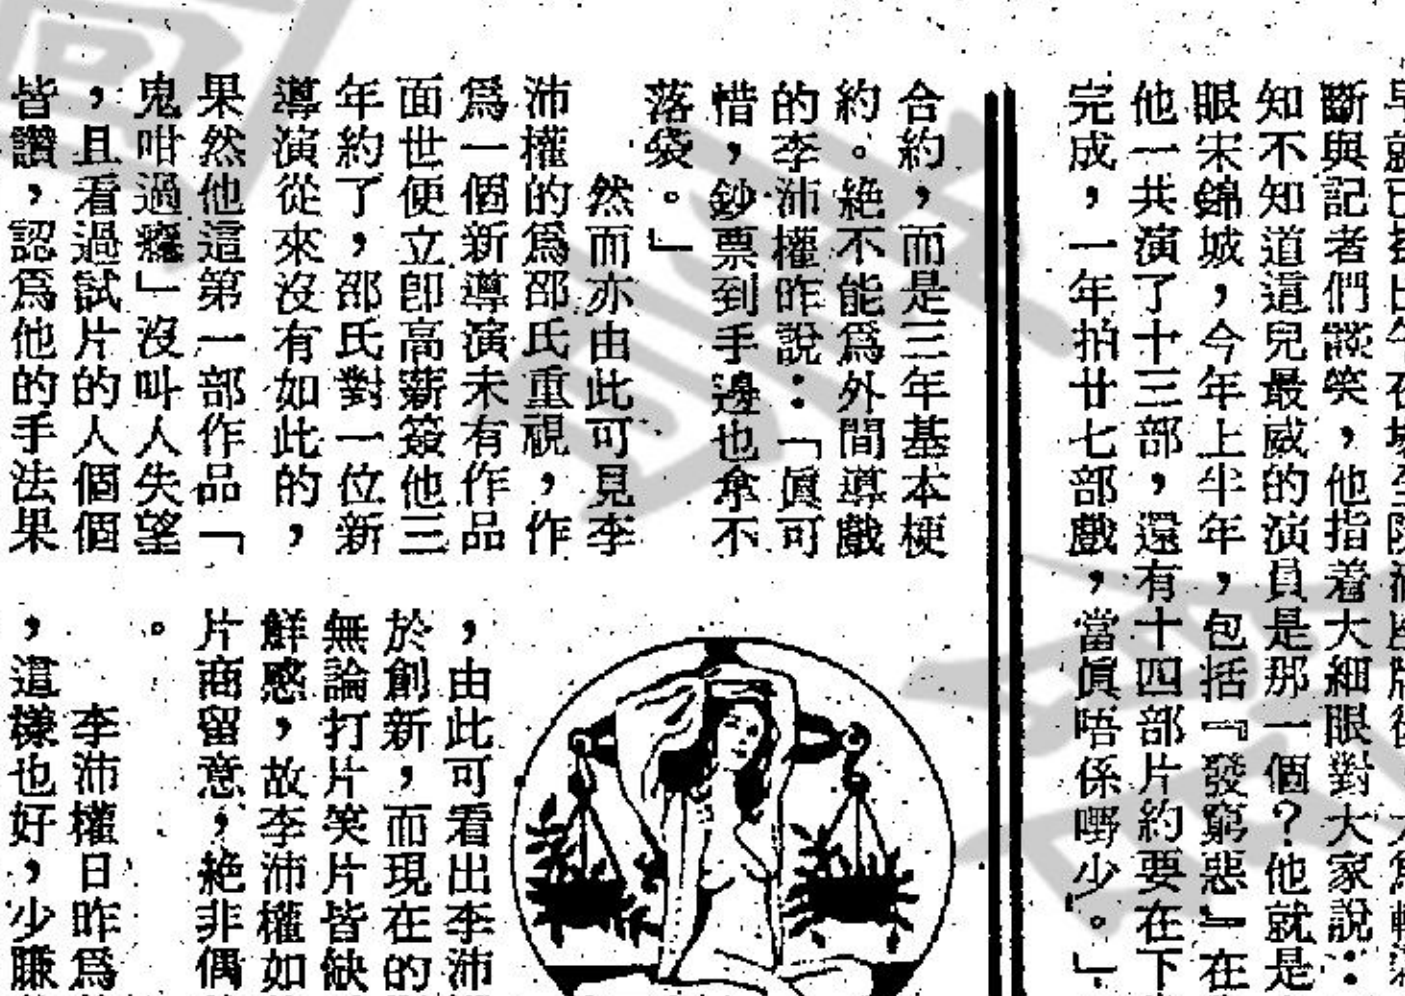 斷與記者們談笑，他指着大細眼對大家說：
知不知道這兒最威的演員是那一個？他就是
眼宋錦城，今年上半年，包括『發窮惡』在
他一共演了十三部，還有十四部片約要在下
完成，一年拍廿七部戲，當眞唔係嘢少。」
合約，而是三年基本梗
約。絕不能爲外間導戲
的李沛權昨說：「眞可
惜，鈔票到手邊也拿不
落袋。」
然而亦由此可見李
沛權的爲邵氏重視，作
爲一個新導演未有作品
面世便立卽高薪簽他三
年約了，邵氏對一位新
導演從來沒有如此的，
果然他這第一部作品「
鬼咁過癮」沒叫人失望
，且看過試片的人個個
皆讚，認爲他的手法果
，由此可看出李沛
於創新，而現在的
無論打片笑片皆缺
鮮感，故李沛權如
片商留意，絕非偶
。
李沛權日昨爲
，這樣也好，少賺